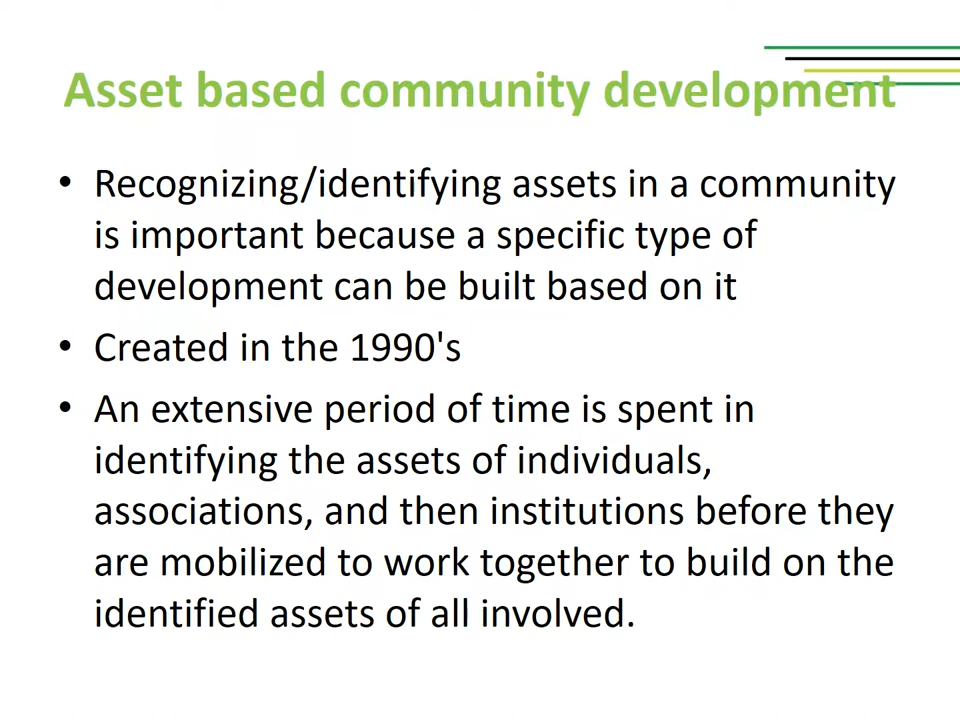 Asset based community development
• Recognizing/identifying assets in a community
is important because a specific type of
development can be built based on it
• Created in the 1990's
• An extensive period of time is spent in
identifying the assets of individuals,
associations, and then institutions before they
are mobilized to work together to build on the
identified assets of all involved.